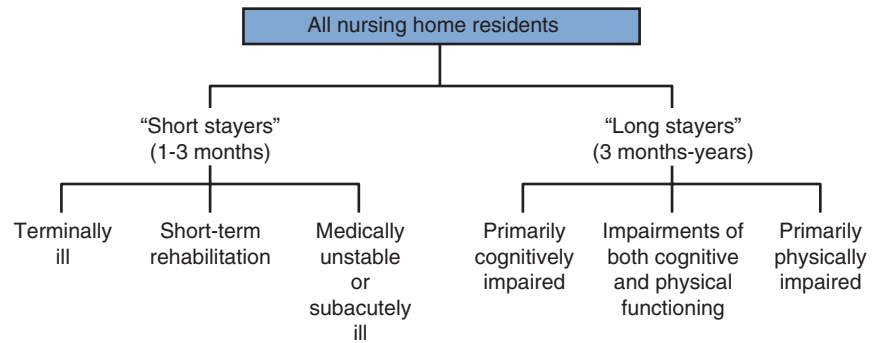 All nursing home residents
“Short stayers”
(1-3 months)
“Long stayers”
(3 months-years)
Terminally
ill
Short-term
rehabilitation
Medically
unstable
or
subacutely
ill
Primarily
cognitively
impaired
Impairments of
both cognitive
and physical
functioning
Primarily
physically
impaired